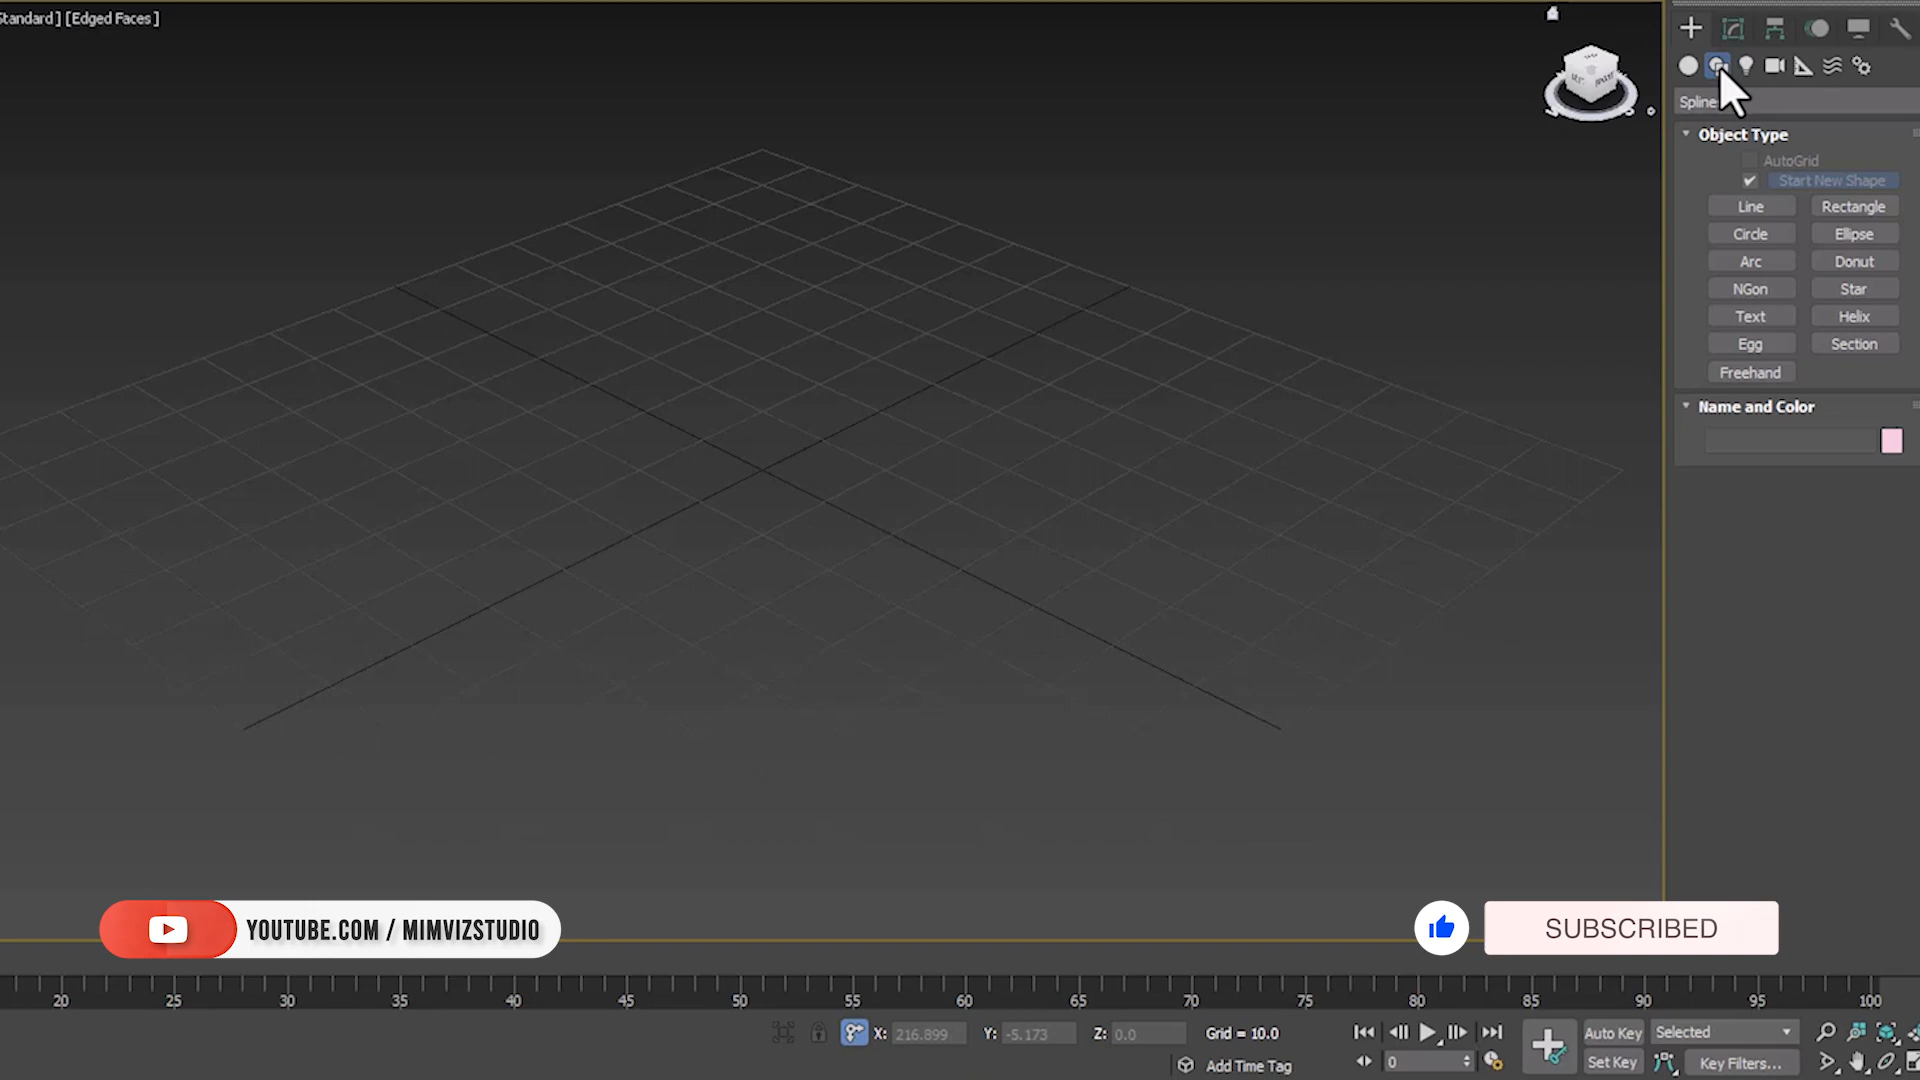 Standard ] [Edged Faces ]
Spline
Object Type
AutoGrid
Start New Shape
Line
Rectangle
Circle
Ellipse
Arc
Donut
NGon
Star
Text
Helix
Egg
Section
Freehand
Name and Color
YOUTUBE.COM / MIMVIZSTUDIO
SUBSCRIBED
20 25 30 35 40 45 50 55 60 65 70 75 80 85 90 95 100
X: 216.899 Y: -5.173 Z: 0.0 Grid = 10.0
Auto Key Selected
Add Time Tag
0
Set Key Key Filters...